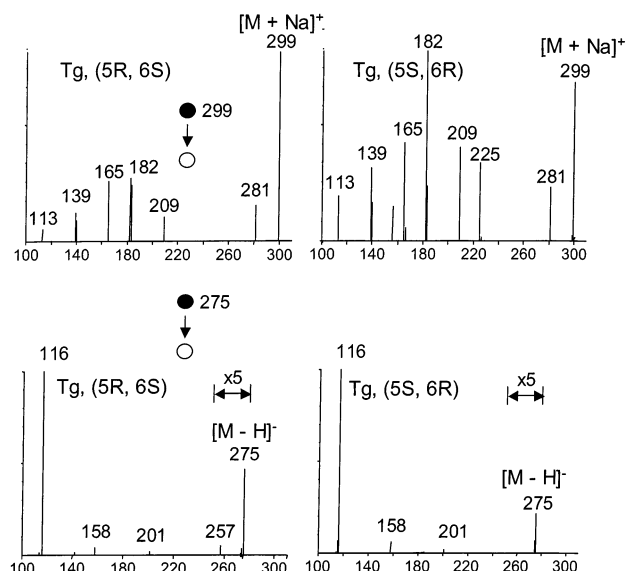 [M + Na]⁺
299
Tg, (5R, 6S)
299
165
182
139
113
209
281
100 140 180 220 260 300
182
[M + Na]⁺
299
Tg, (5S, 6R)
165
209
225
139
113
281
100 140 180 220 260 300
275
116
Tg, (5R, 6S)
x5
[M - H]⁻
275
158
201
257
100 140 180 220 260 300
116
Tg, (5S, 6R)
x5
[M - H]⁻
275
158
201
100 140 180 220 260 300